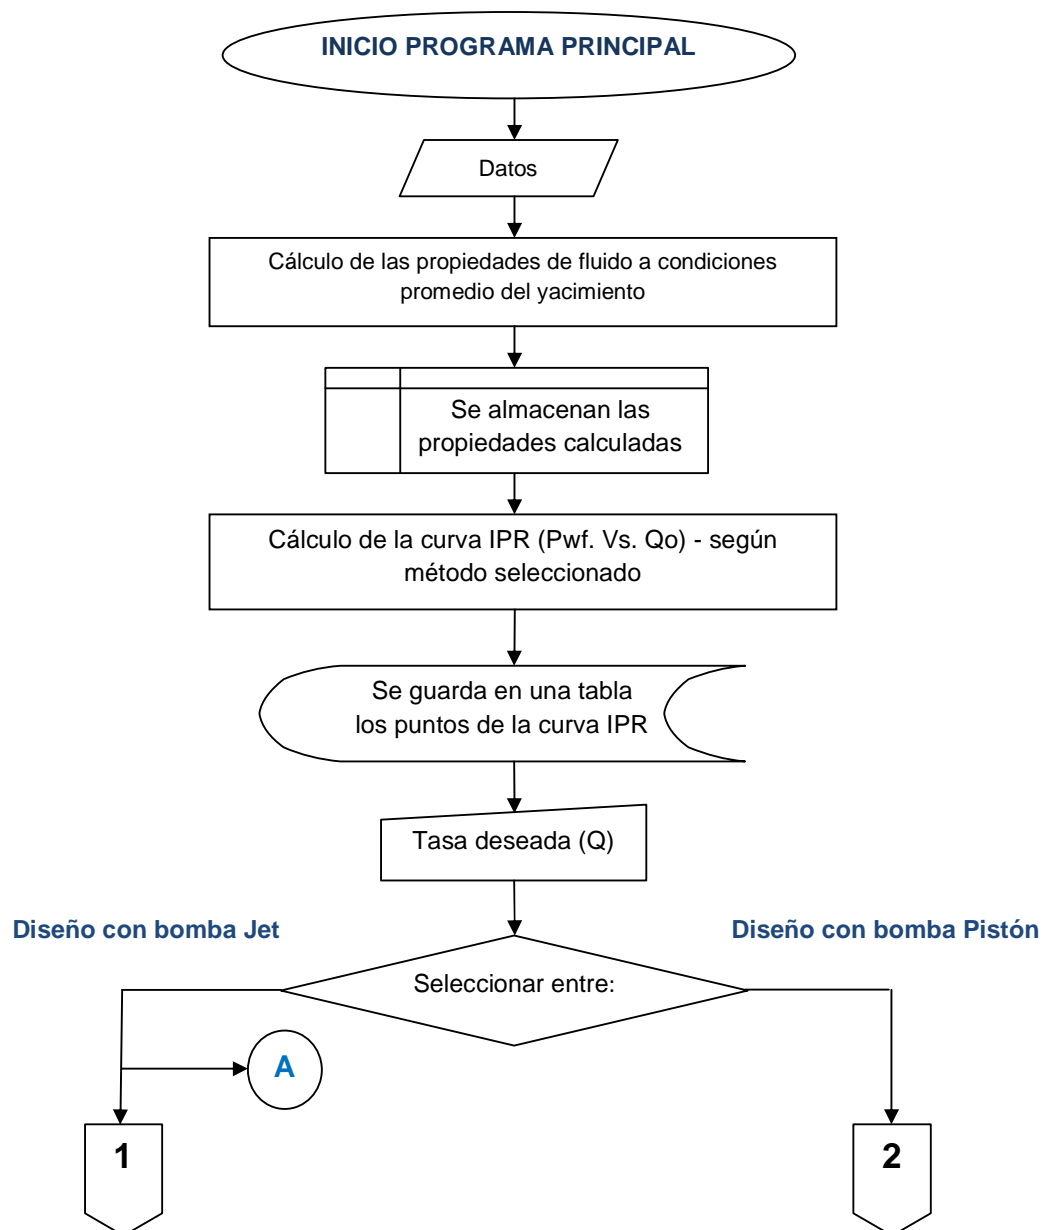 INICIO PROGRAMA PRINCIPAL
Datos
Cálculo de las propiedades de fluido a condiciones
promedio del yacimiento
Se almacenan las
propiedades calculadas
Cálculo de la curva IPR (Pwf. Vs. Qo) - según
método seleccionado
Se guarda en una tabla
los puntos de la curva IPR
Tasa deseada (Q)
Diseño con bomba Jet
Diseño con bomba Pistón
Seleccionar entre:
A
1
2